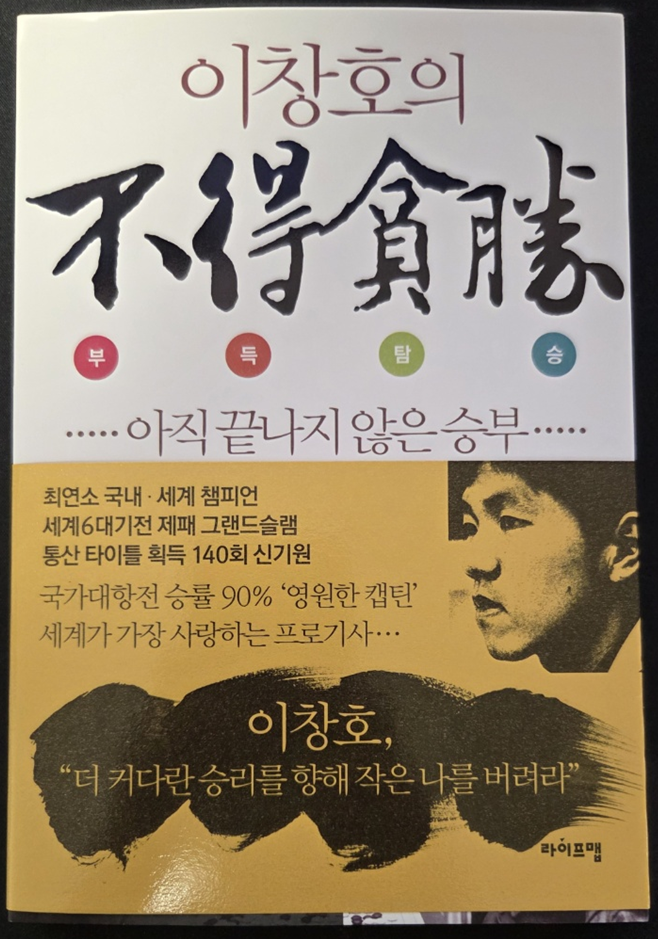 이창호의
不得貪勝
부 득 탐 승
····· 아직 끝나지 않은 승부 ·····
최연소 국내 · 세계 챔피언
세계6대기전 제패 그랜드슬램
통산 타이틀 획득 140회 신기원
국가대항전 승률 90% ‘영원한 캡틴’
세계가 가장 사랑하는 프로기사···
이창호,
“더 커다란 승리를 향해 작은 나를 버려라”
라이프맵